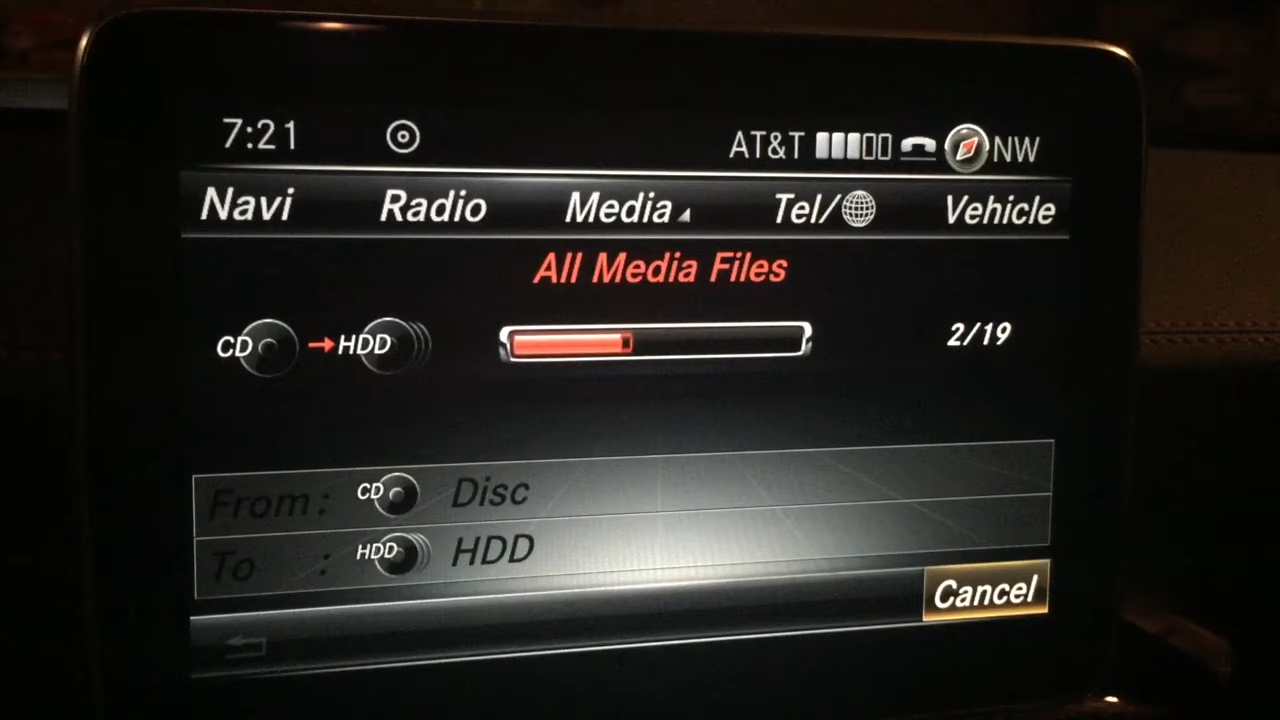 7:21 AT&T NW
Navi Radio Media Tel/ Vehicle
All Media Files
CD HDD 2/19
From: CD Disc
To : HDD HDD
Cancel